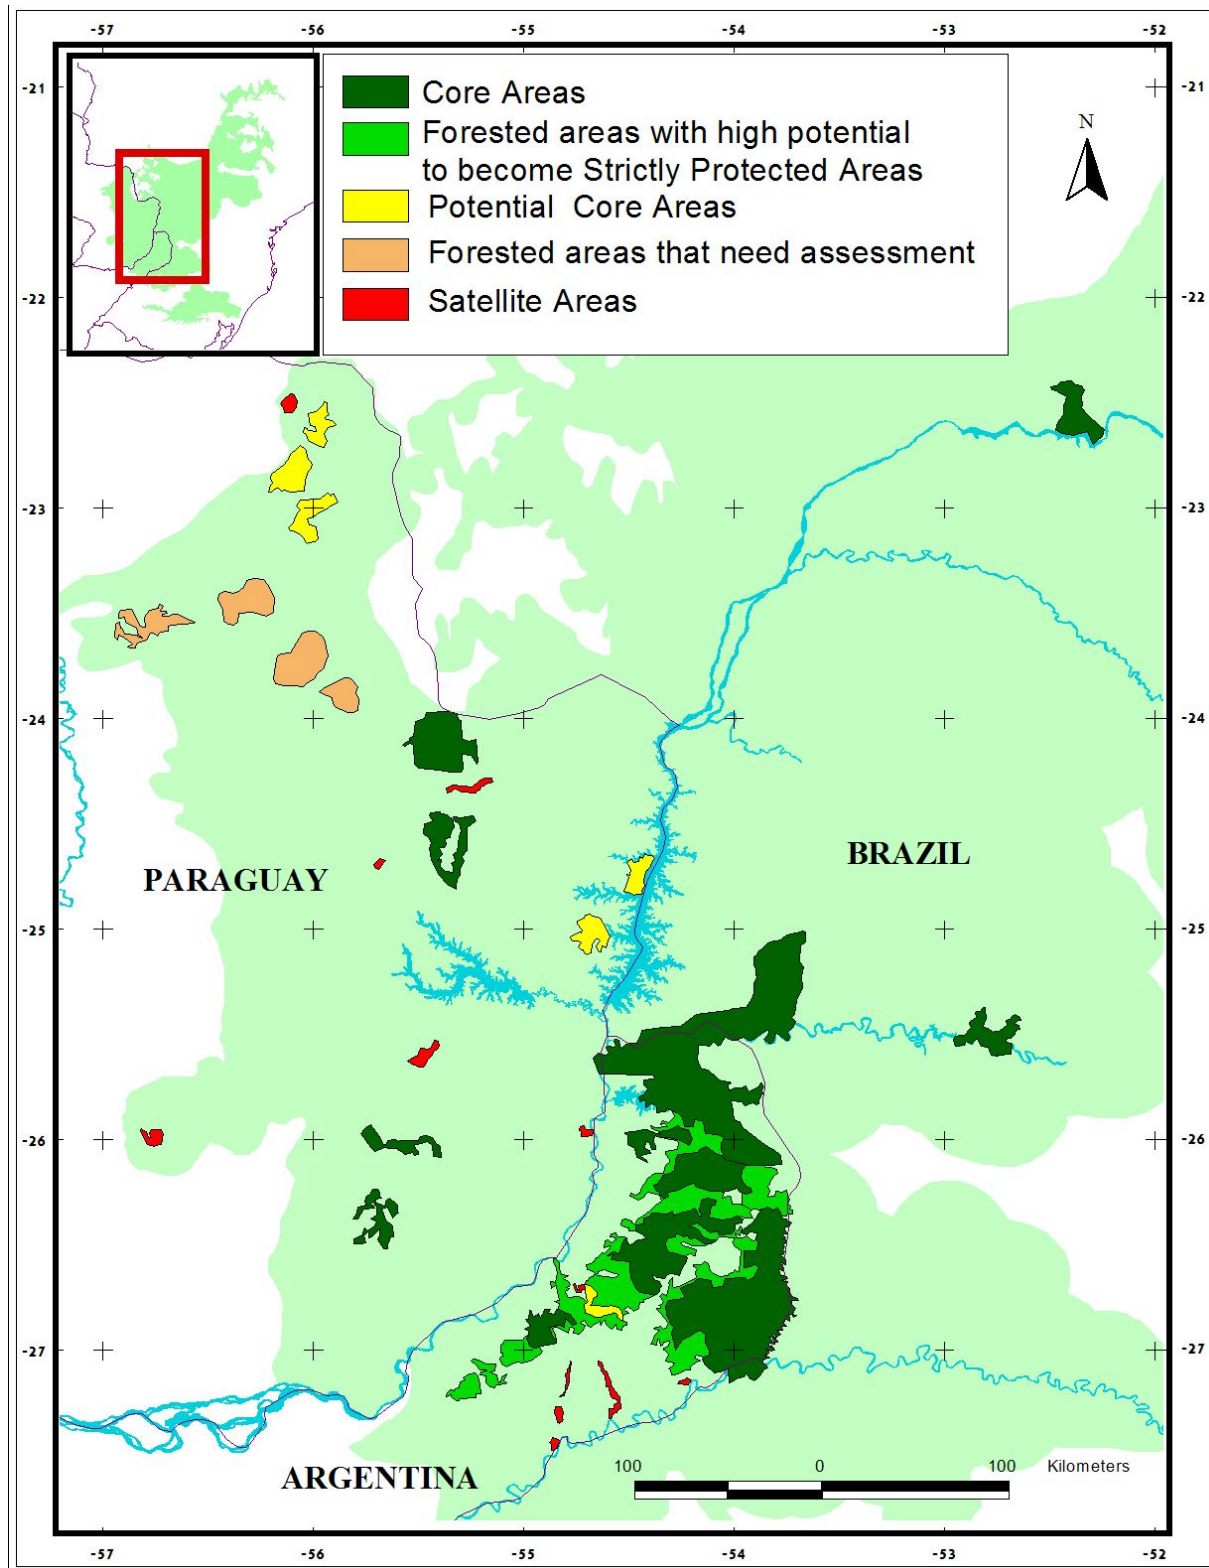 -57 -56 -55 -54 -53 -52
-21 -21
Core Areas
Forested areas with high potential
to become Strictly Protected Areas
Potential Core Areas
Forested areas that need assessment
Satellite Areas
N
-22 -22
-23 -23
-24 -24
BRAZIL
PARAGUAY
-25 -25
-26 -26
-27 -27
100 0 100 Kilometers
ARGENTINA
-57 -56 -55 -54 -53 -52